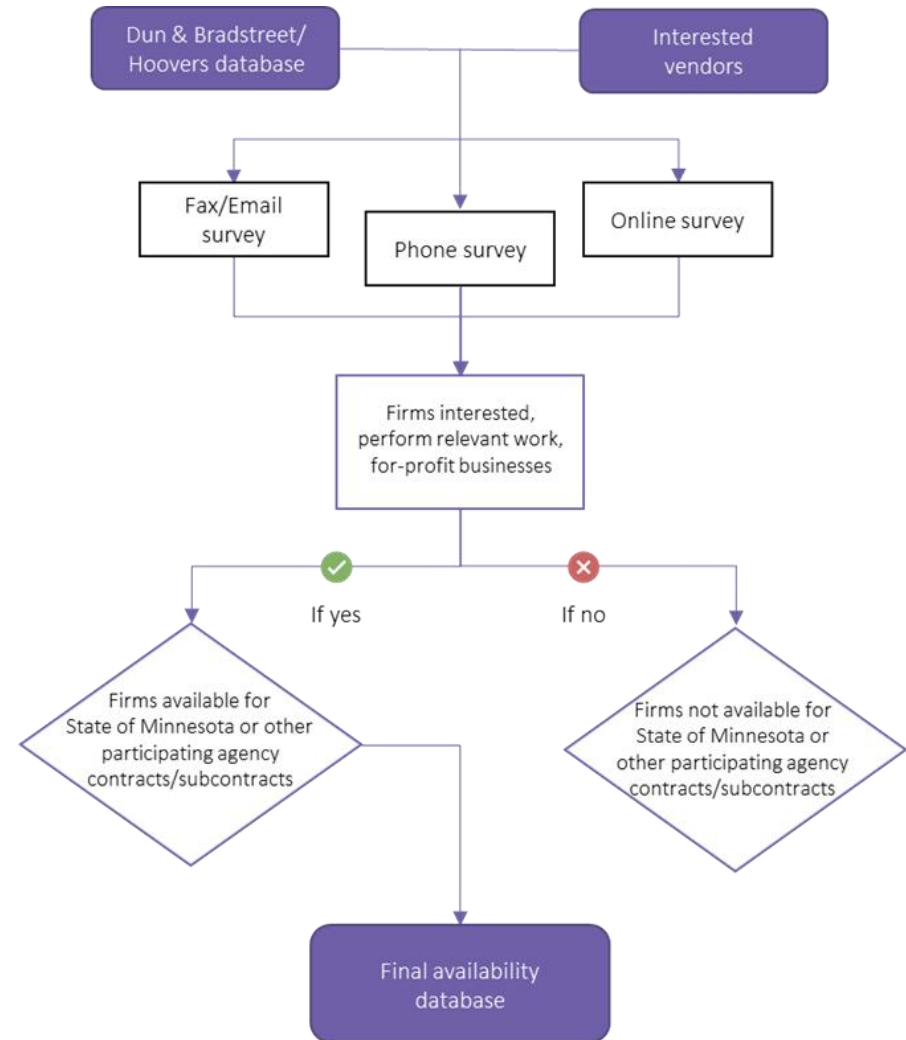 Dun & Bradstreet/
Hoovers database
Interested
vendors
Fax/Email
survey
Phone survey
Online survey
Firms interested,
perform relevant work,
for-profit businesses
If yes
If no
Firms available for
State of Minnesota or other
participating agency
contracts/subcontracts
Firms not available for
State of Minnesota or
other participating agency
contracts/subcontracts
Final availability
database